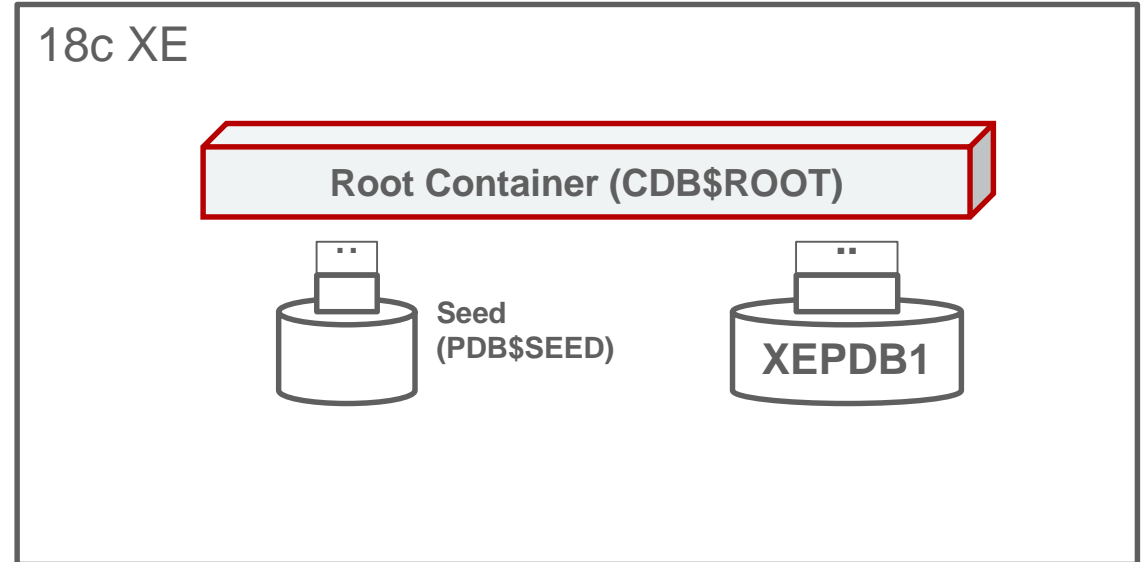 18c XE
Root Container (CDB$ROOT)
Seed
(PDB$SEED)
XEPDB1